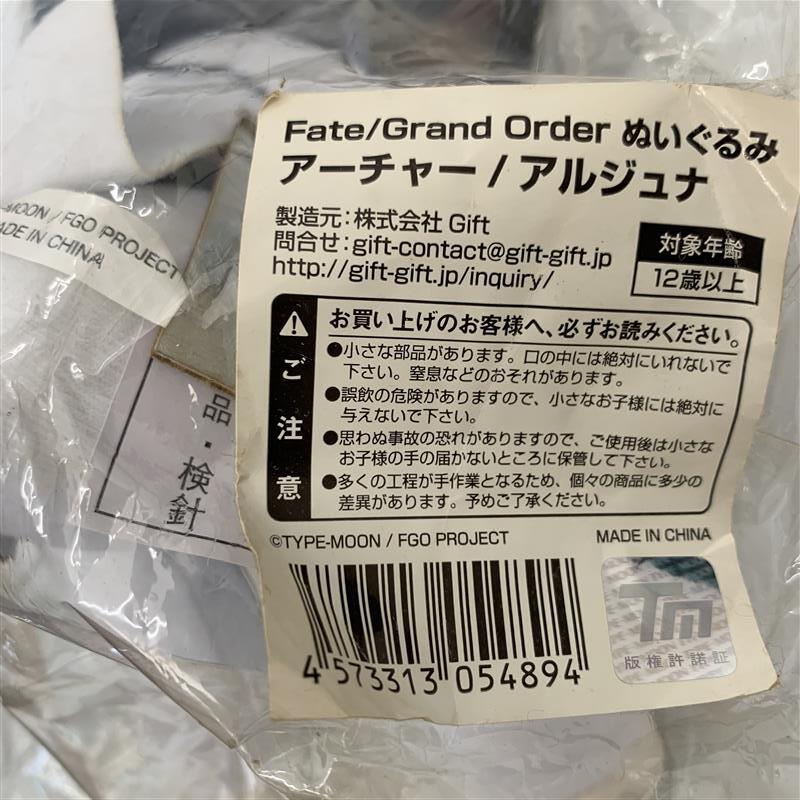 Fate/Grand Order ぬいぐるみ
アーチャー / アルジュナ
製造元：株式会社 Gift
問合せ：gift-contact@gift-gift.jp
http://gift-gift.jp/inquiry/
対象年齢
12歳以上
ご注意
お買い上げのお客様へ、必ずお読みください。
●小さな部品があります。口の中には絶対にいれないで
下さい。窒息などのおそれがあります。
●誤飲の危険がありますので、小さなお子様には絶対に
与えないで下さい。
●思わぬ事故の恐れがありますので、ご使用後は小さな
お子様の手の届かないところに保管して下さい。
●多くの工程が手作業となるため、個々の商品に多少の
差異があります。予めご了承ください。
©TYPE-MOON / FGO PROJECT
MADE IN CHINA
4 573313 054894
TM
版権許諾証
MOON / FGO PROJECT
ADE IN CHINA
品・検針